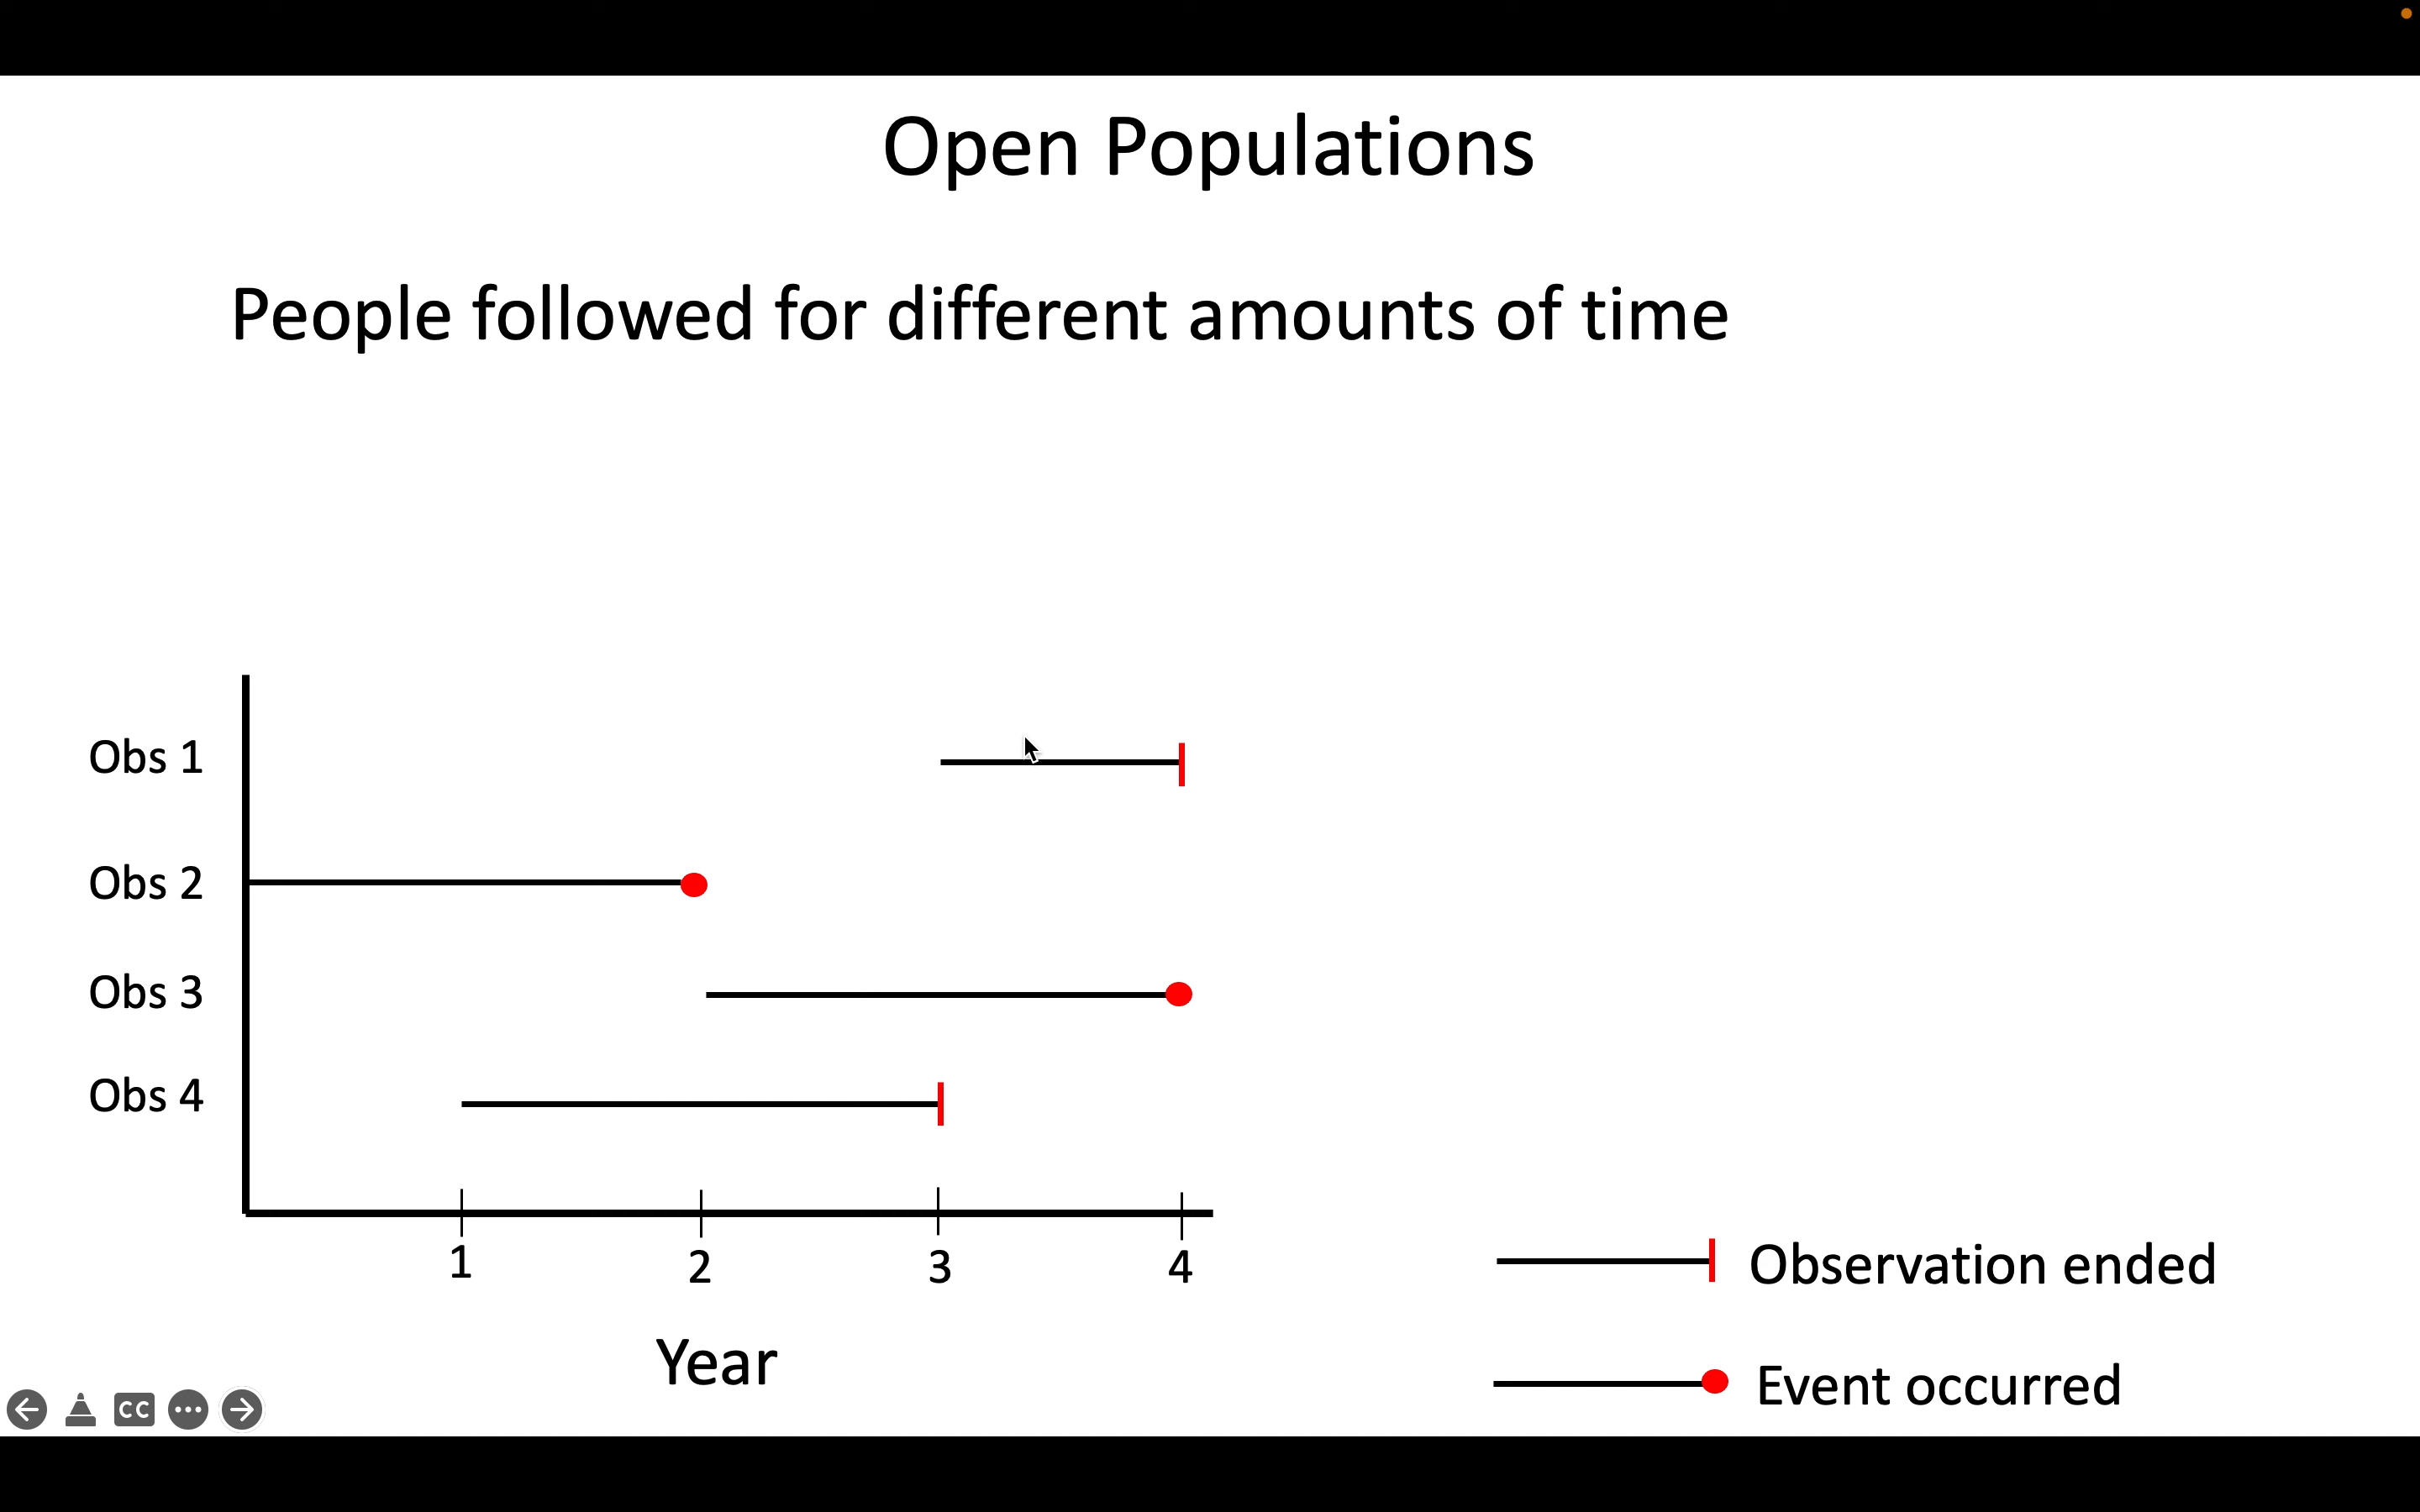 Open Populations
People followed for different amounts of time
Obs 1
Obs 2
Obs 3
Obs 4
1 2 3 4
Year
Observation ended
Event occurred
CC